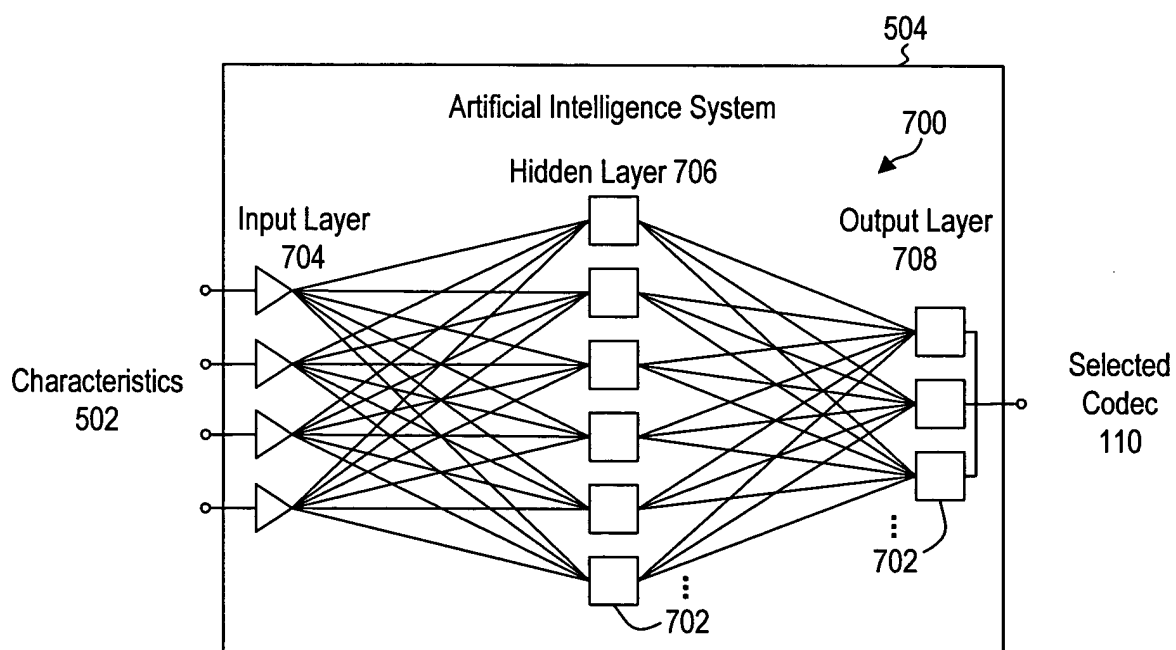 504
Artificial Intelligence System
700
Hidden Layer 706
Input Layer
704
Output Layer
708
Characteristics
502
Selected
Codec
110
702
702